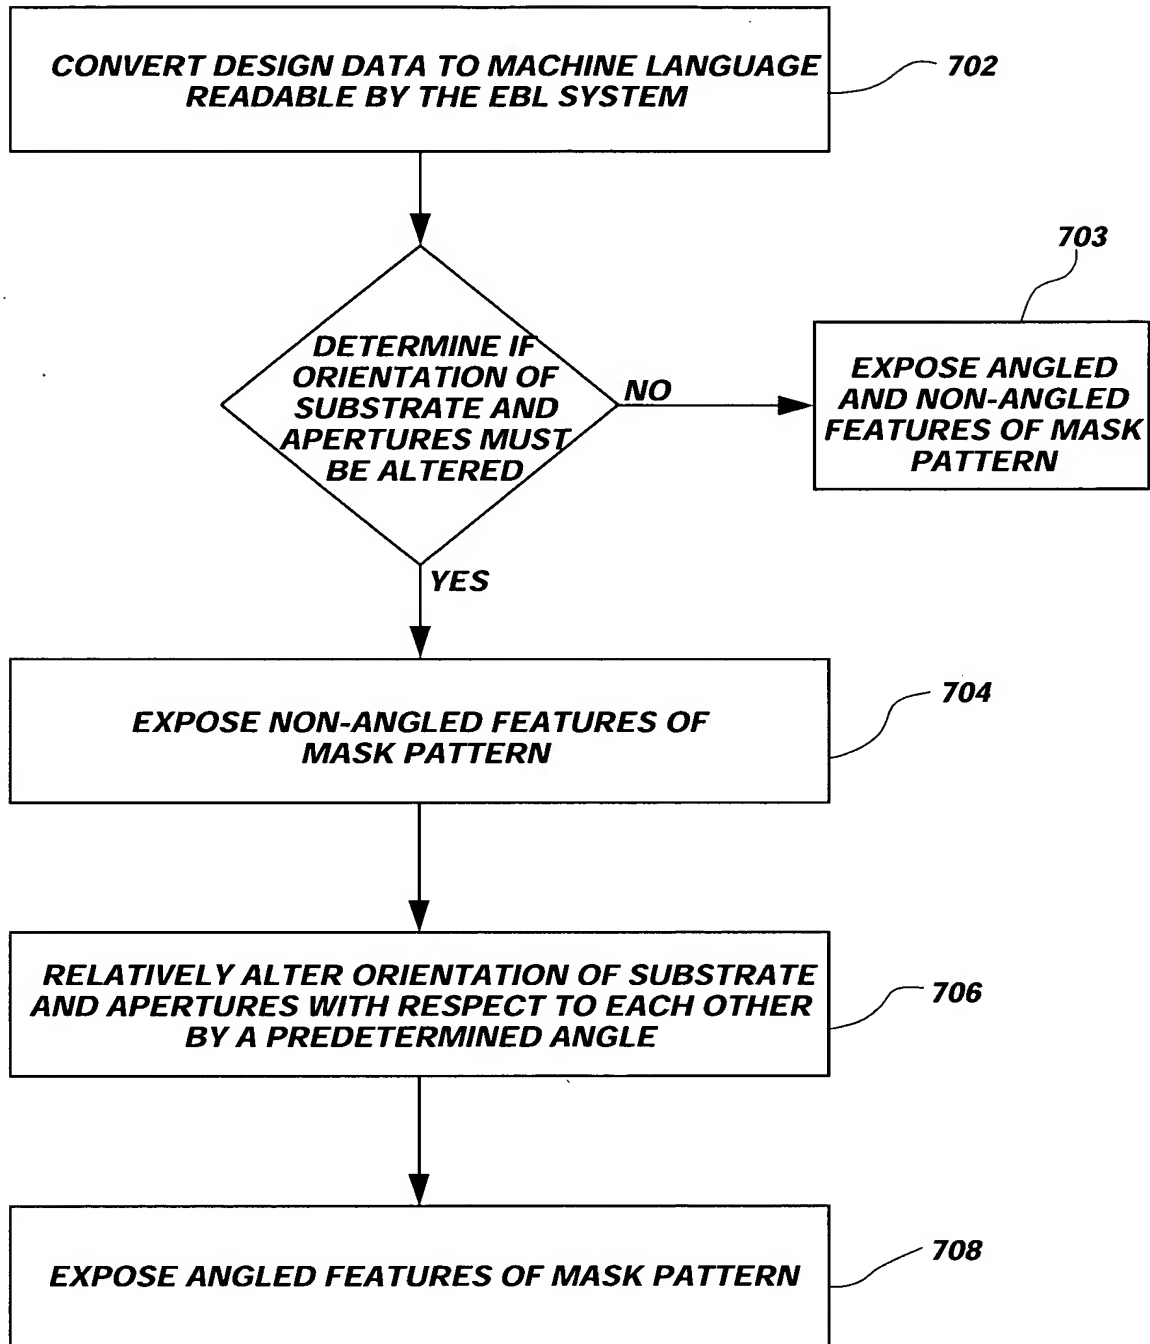 CONVERT DESIGN DATA TO MACHINE LANGUAGE
READABLE BY THE EBL SYSTEM
702
703
DETERMINE IF
ORIENTATION OF
SUBSTRATE AND
APERTURES MUST
BE ALTERED
NO
EXPOSE ANGLED
AND NON-ANGLED
FEATURES OF MASK
PATTERN
YES
EXPOSE NON-ANGLED FEATURES OF
MASK PATTERN
704
RELATIVELY ALTER ORIENTATION OF SUBSTRATE
AND APERTURES WITH RESPECT TO EACH OTHER
BY A PREDETERMINED ANGLE
706
EXPOSE ANGLED FEATURES OF MASK PATTERN
708